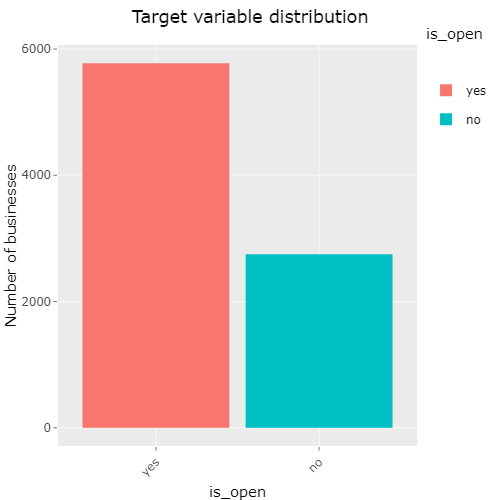 Target variable distribution
is_open
yes
no
6000
4000
2000
0
Number of businesses
yes
no
is_open